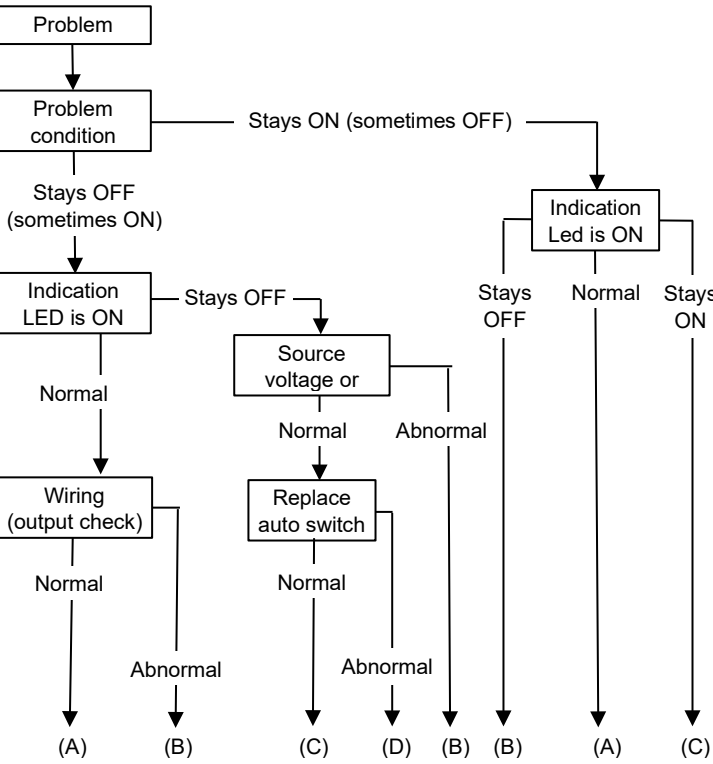 Problem
Problem
condition
Stays ON (sometimes OFF)
Stays OFF
(sometimes ON)
Indication
Led is ON
Indication
LED is ON
Stays OFF
Stays
OFF
Normal
Stays
ON
Source
voltage or
Normal
Normal
Abnormal
Wiring
(output check)
Replace
auto switch
Normal
Normal
Abnormal
Abnormal
(A)
(B)
(C)
(D)
(B)
(B)
(A)
(C)